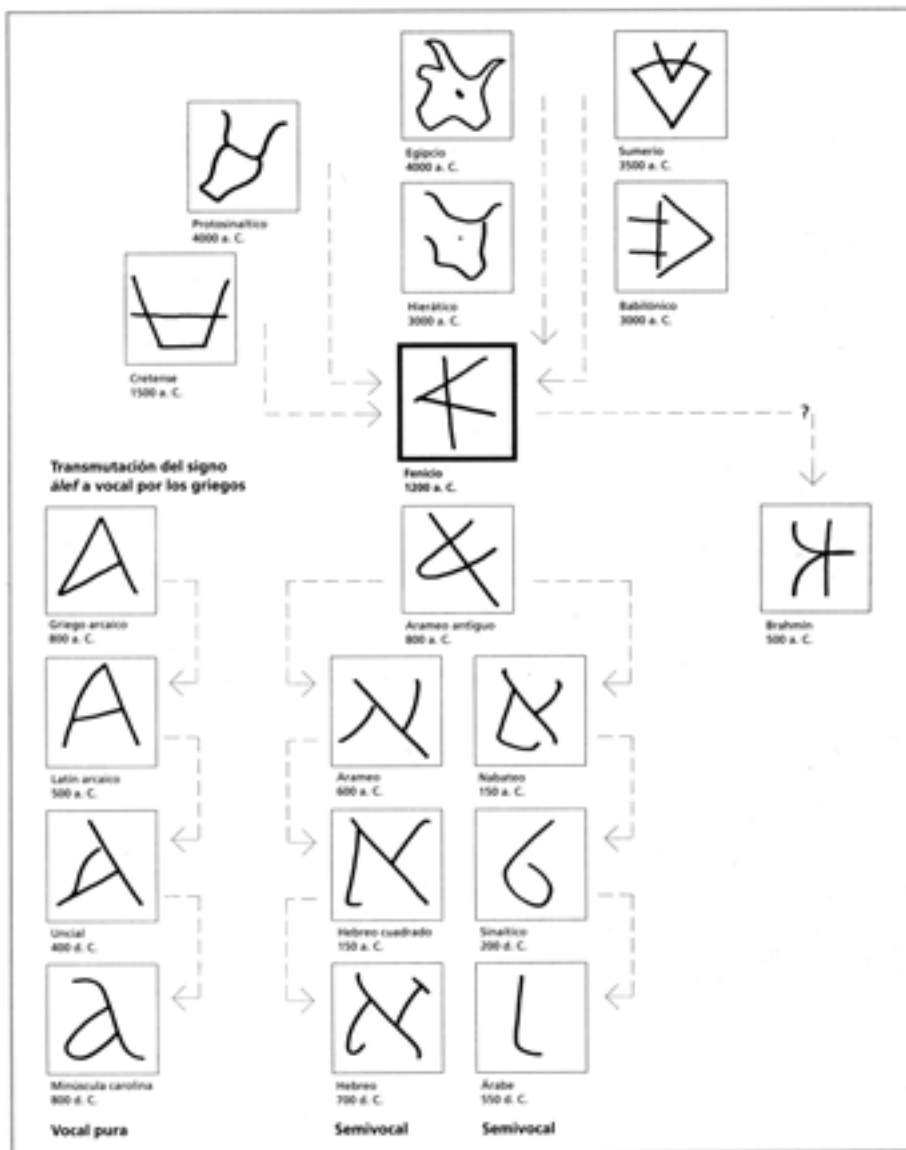 Egipcio
4000 a. C.
Sumerio
3500 a. C.
Protosinaítico
4000 a. C.
Hierático
3000 a. C.
Babilónico
3000 a. C.
Cretense
1500 a. C.
?
Fenicio
1200 a. C.
Transmutación del signo
álef a vocal por los griegos
Griego arcaico
800 a. C.
Arameo antiguo
800 a. C.
Brahmin
500 a. C.
Latín arcaico
500 a. C.
Arameo
600 a. C.
Nabateo
150 a. C.
Uncial
400 d. C.
Hebreo cuadrado
150 a. C.
Sinaítico
200 d. C.
Minúscula carolina
800 d. C.
Hebreo
700 d. C.
Árabe
550 d. C.
Vocal pura
Semivocal
Semivocal